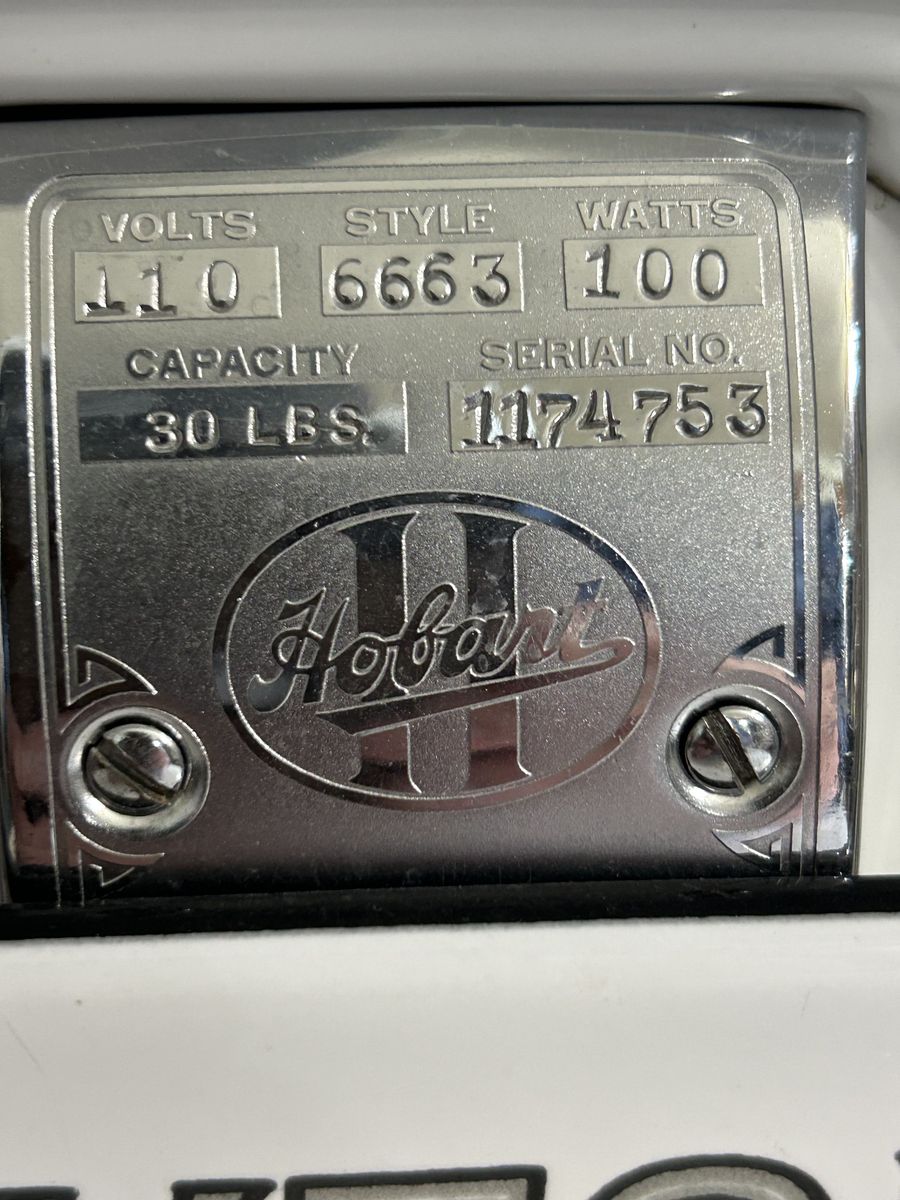 VOLTS STYLE WATTS
110 6663 100
CAPACITY SERIAL NO.
30 LBS. 1174753
H
Hobart